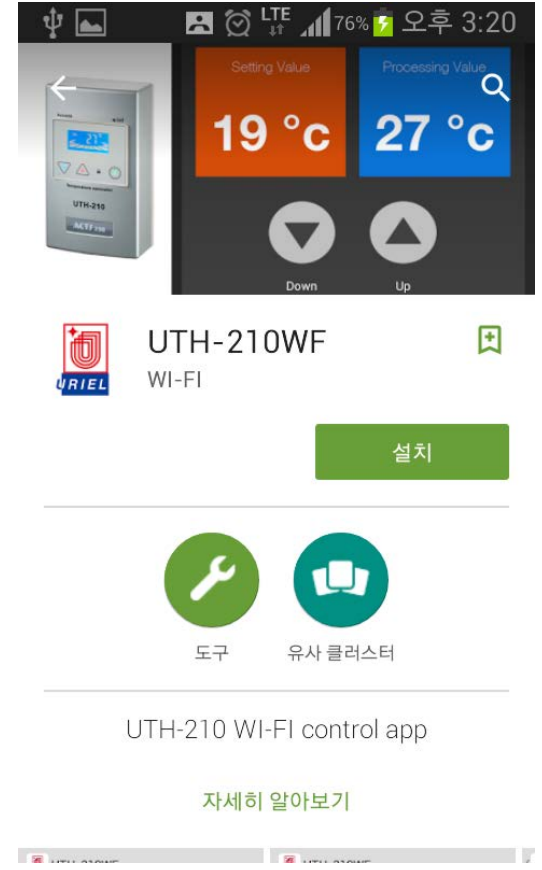 LTE 76% 오후 3:20
Setting Value
Processing Value
19 °c
27 °c
UTH-210
Down
Up
URIEL
UTH-210WF
WI-FI
설치
도구
유사 클러스터
UTH-210 WI-FI control app
자세히 알아보기